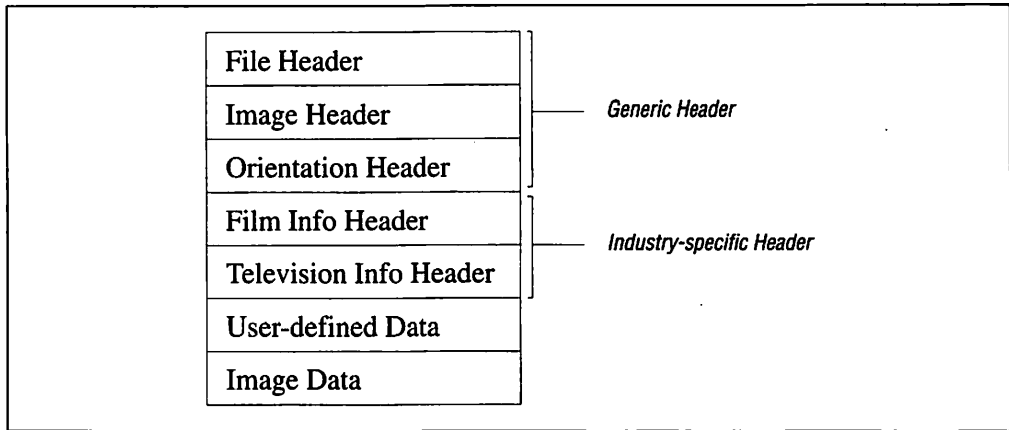 File Header
Image Header
Generic Header
Orientation Header
Film Info Header
Industry-specific Header
Television Info Header
User-defined Data
Image Data